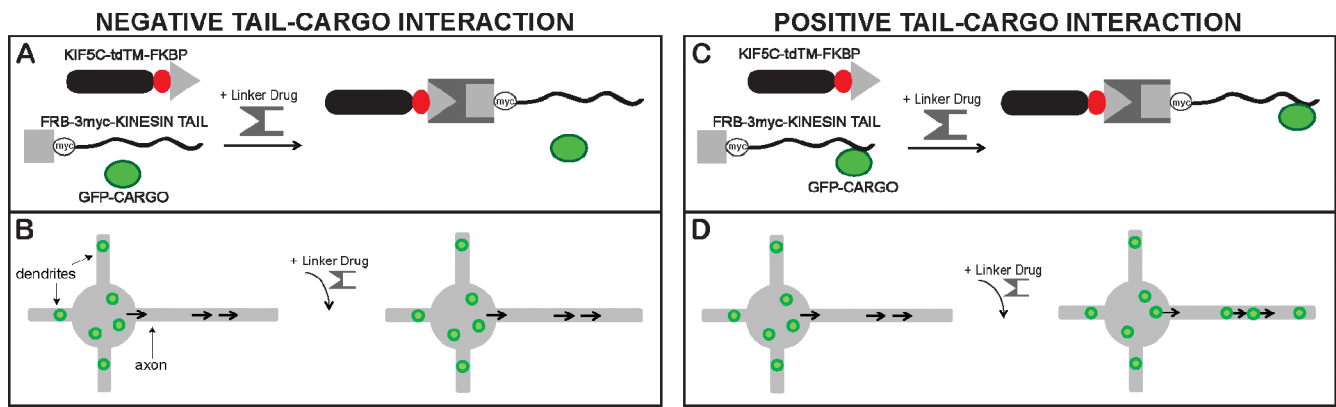 NEGATIVE TAIL-CARGO INTERACTION
A
KIF5C-tdTM-FKBP
+ Linker Drug
FRB-3myc-KINESIN TAIL
myc
myc
GFP-CARGO
B
dendrites
+ Linker Drug
axon
POSITIVE TAIL-CARGO INTERACTION
C
KIF5C-tdTM-FKBP
+ Linker Drug
FRB-3myc-KINESIN TAIL
myc
myc
GFP-CARGO
D
+ Linker Drug